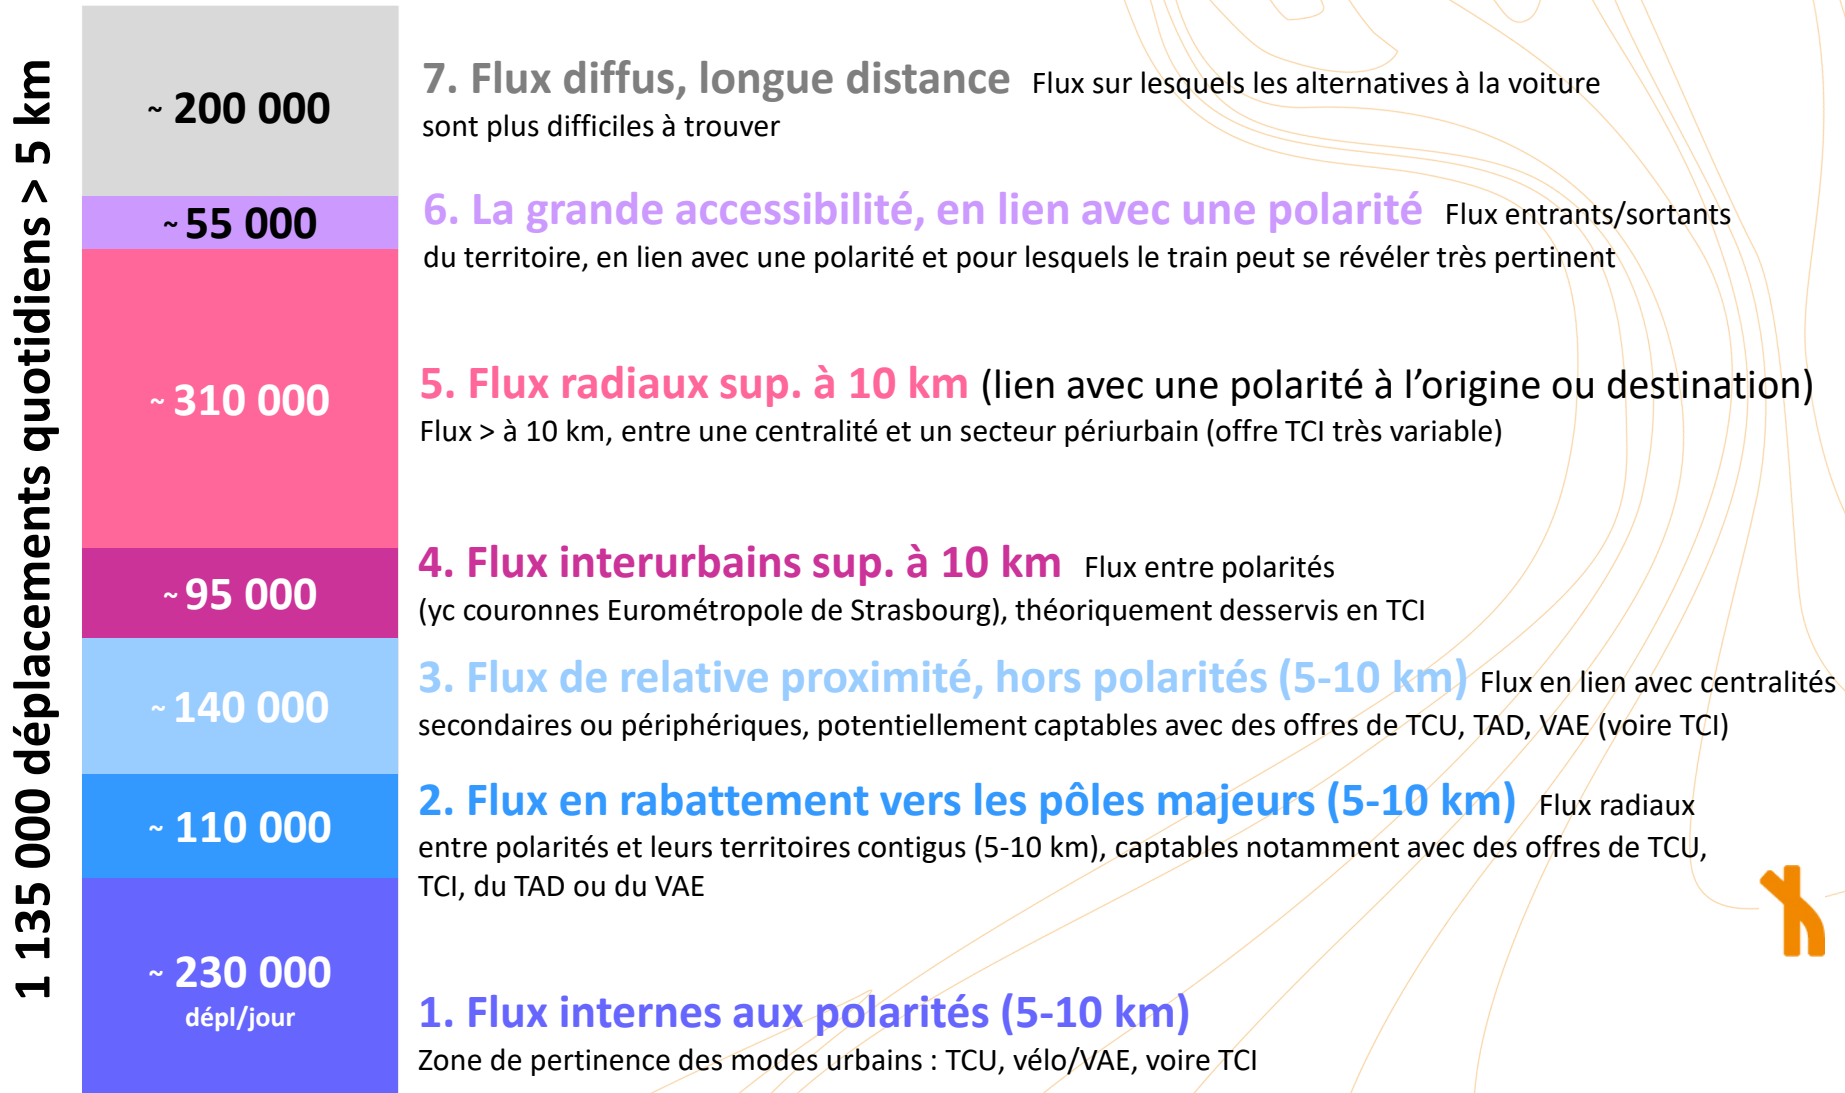 1 135 000 déplacements quotidiens > 5 km
~ 200 000
7. Flux diffus, longue distance Flux sur lesquels les alternatives à la voiture
sont plus difficiles à trouver
~ 55 000
6. La grande accessibilité, en lien avec une polarité Flux entrants/sortants
du territoire, en lien avec une polarité et pour lesquels le train peut se révéler très pertinent
~ 310 000
5. Flux radiaux sup. à 10 km (lien avec une polarité à l’origine ou destination)
Flux > à 10 km, entre une centralité et un secteur périurbain (offre TCI très variable)
~ 95 000
4. Flux interurbains sup. à 10 km Flux entre polarités
(yc couronnes Eurométropole de Strasbourg), théoriquement desservis en TCI
~ 140 000
3. Flux de relative proximité, hors polarités (5-10 km) Flux en lien avec centralités
secondaires ou périphériques, potentiellement captables avec des offres de TCU, TAD, VAE (voire TCI)
~ 110 000
2. Flux en rabattement vers les pôles majeurs (5-10 km) Flux radiaux
entre polarités et leurs territoires contigus (5-10 km), captables notamment avec des offres de TCU,
TCI, du TAD ou du VAE
~ 230 000
dépl/jour
1. Flux internes aux polarités (5-10 km)
Zone de pertinence des modes urbains : TCU, vélo/VAE, voire TCI